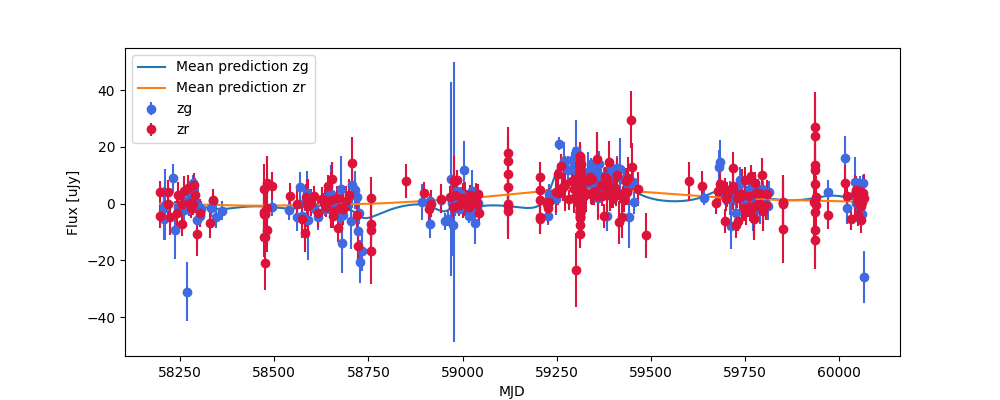 Mean prediction zg
Mean prediction zr
zg
zr
Flux [uJy]
40
20
0
−20
−40
58250
58500
58750
59000
59250
59500
59750
60000
MJD